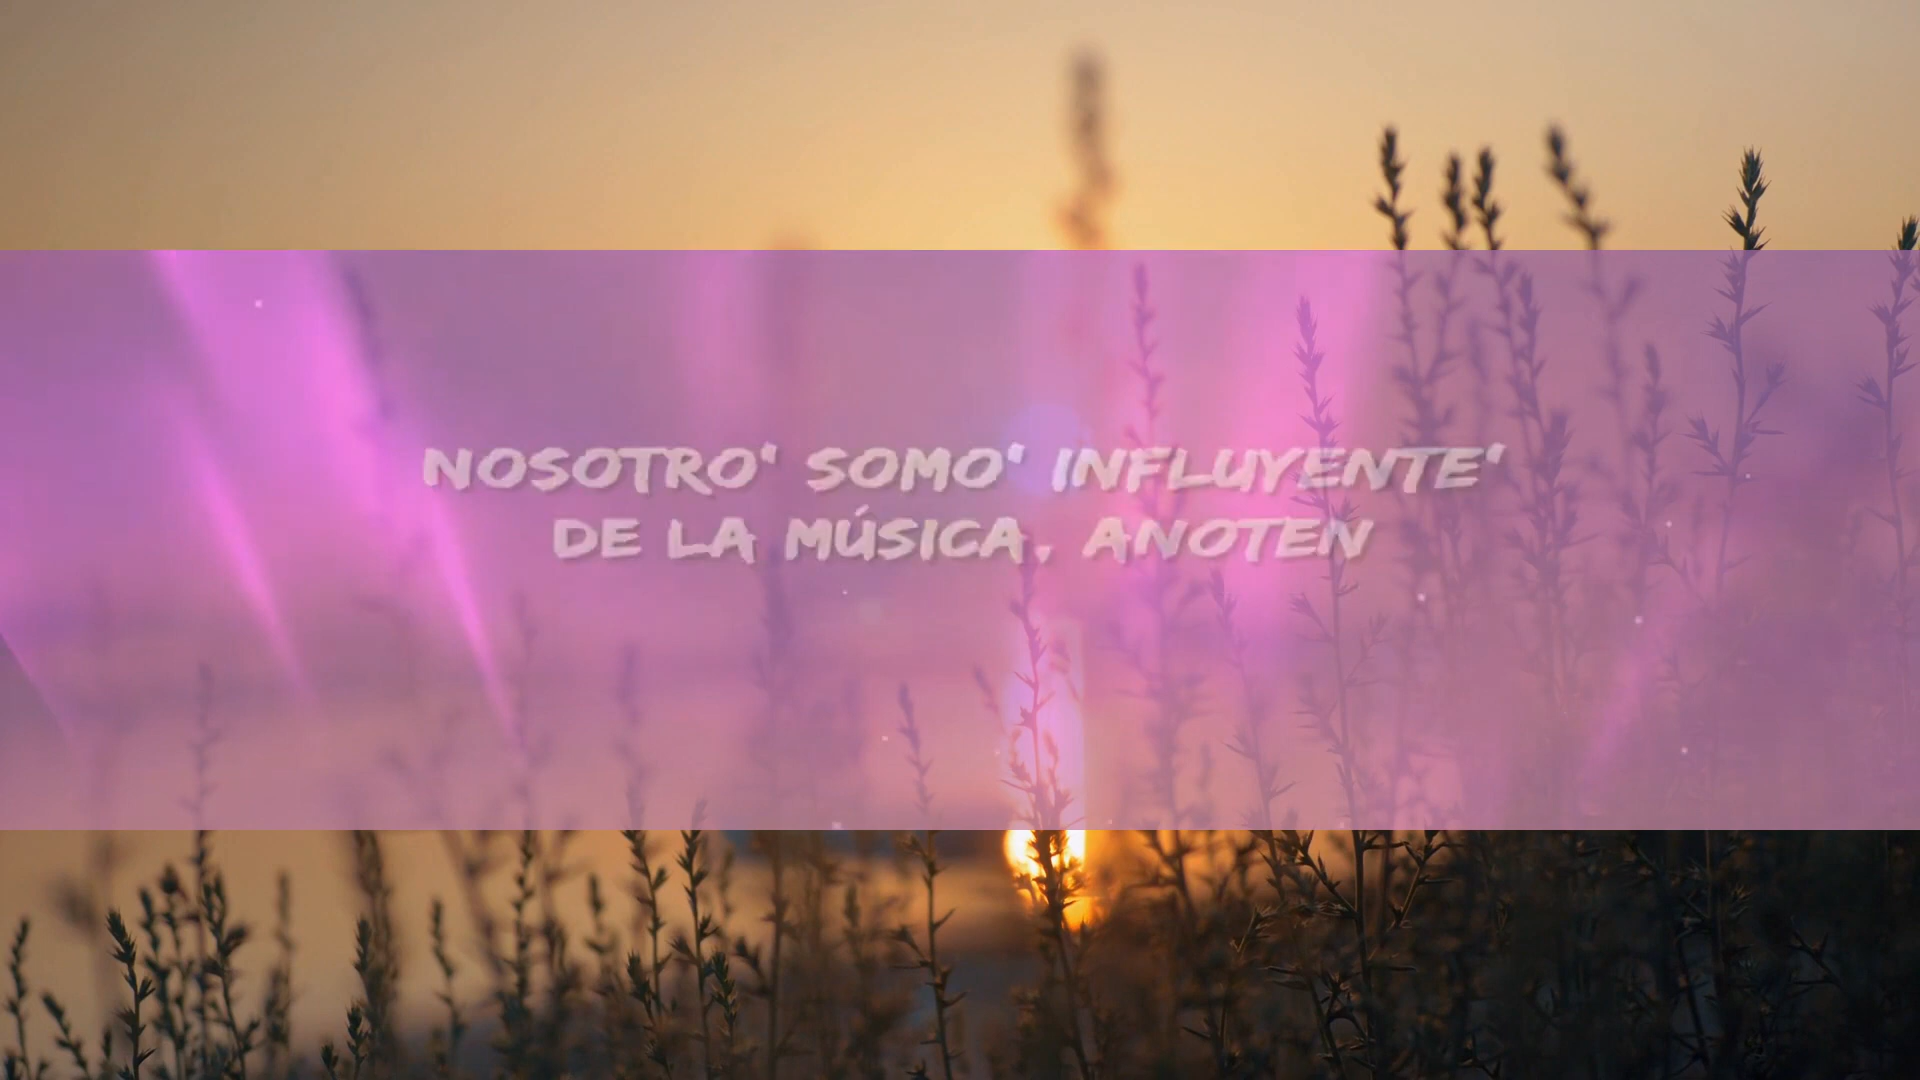 NOSOTRO' SOMO' INFLUYENTE'
DE LA MÚSICA, ANOTEN